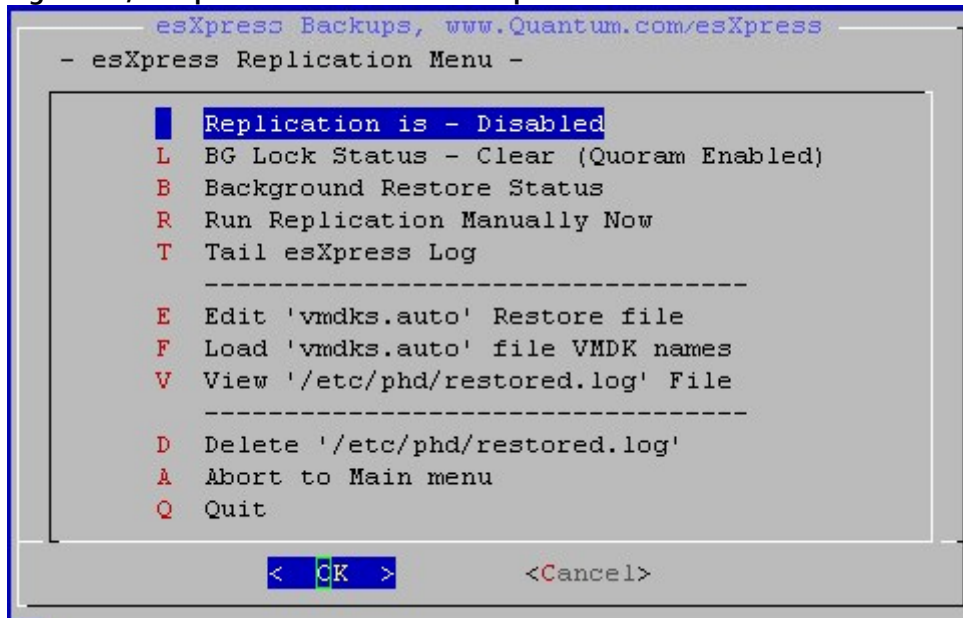 esXpress Backups, www.Quantum.com/esXpress
- esXpress Replication Menu -
Replication is - Disabled
L BG Lock Status - Clear (Quoram Enabled)
B Background Restore Status
R Run Replication Manually Now
T Tail esXpress Log
----------------------------------
E Edit 'vmdks.auto' Restore file
F Load 'vmdks.auto' file VMDK names
V View '/etc/phd/restored.log' File
----------------------------------
D Delete '/etc/phd/restored.log'
A Abort to Main menu
Q Quit
< OK > <Cancel>